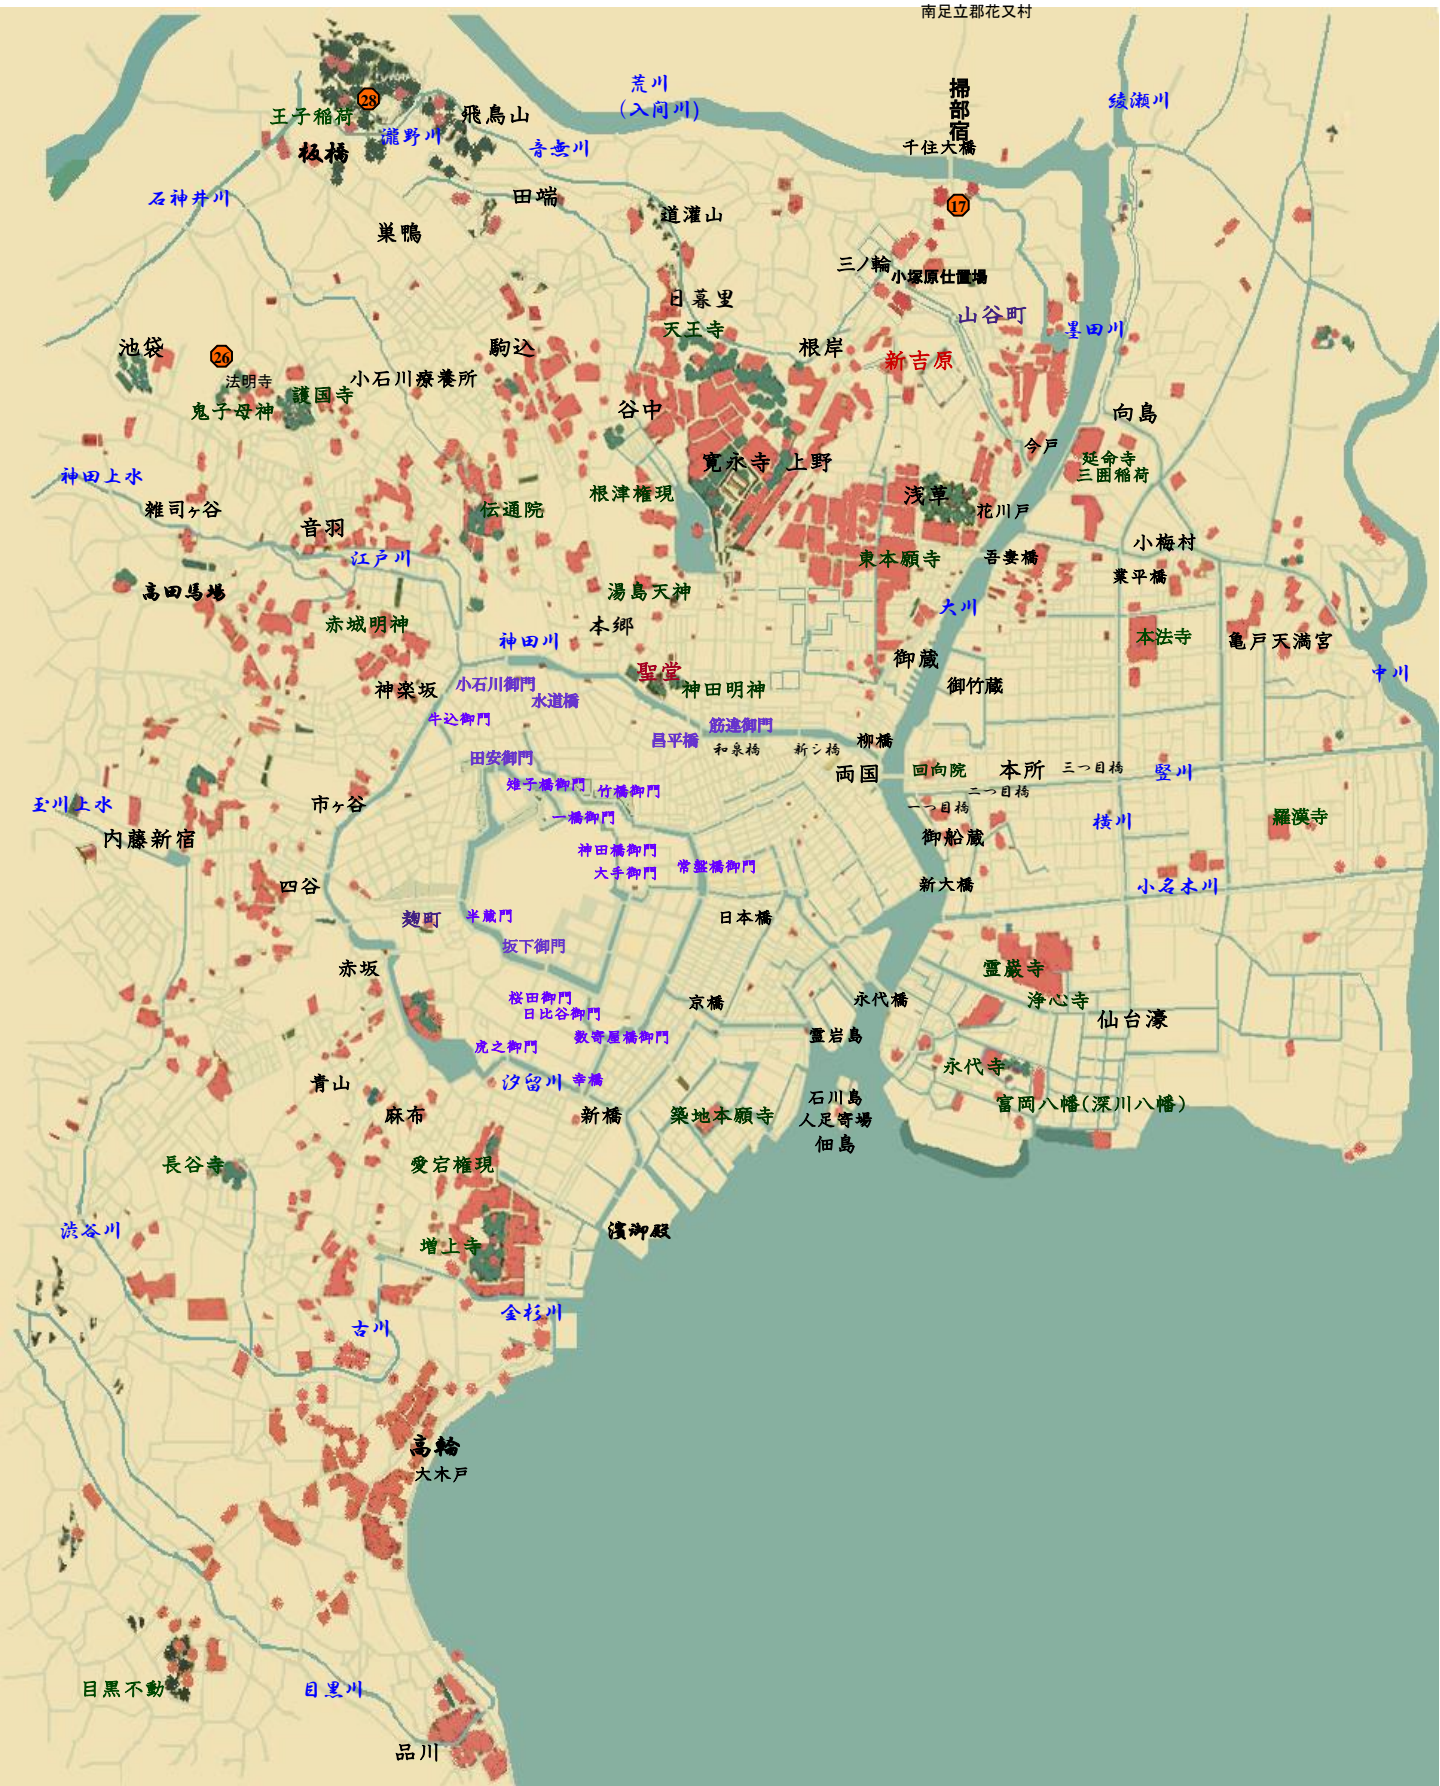 南足立郡花又村
荒川
(入间川)
掃部宿
綾瀬川
28
王子稲荷
飛鳥山
瀧野川
音無川
板橋
千住大橋
石神井川
田端
17
道灌山
巣鴨
三ノ輪
小塚原仕置場
日暮里
山谷町
天王寺
墨田川
池袋
26
駒込
根岸
新吉原
法明寺
小石川療養所
護国寺
鬼子母神
谷中
向島
今戸
寛永寺
上野
延命寺
三囲稲荷
神田上水
根津権現
浅草
雑司ヶ谷
伝通院
花川戸
音羽
小梅村
江戸川
東本願寺
吾妻橋
業平橋
高田馬場
湯島天神
大川
赤城明神
本郷
神田川
本法寺
亀戸天満宮
聖堂
御蔵
中川
神楽坂
小石川御門
神田明神
御竹蔵
水道橋
牛込御門
筋違御門
昌平橋
和泉橋
新シ橋
柳橋
田安御門
両国
回向院
本所
三つ目橋
竪川
雉子橋御門
竹橋御門
二つ目橋
玉川上水
市ヶ谷
一つ目橋
一橋御門
横川
羅漢寺
内藤新宿
御船蔵
神田橋御門
常盤橋御門
大手御門
四谷
新大橋
小名木川
麹町
半蔵門
日本橋
坂下御門
赤坂
霊巌寺
桜田御門
京橋
永代橋
浄心寺
日比谷御門
仙台濠
数寄屋橋御門
霊岩島
虎之御門
永代寺
青山
汐留川
幸橋
石川島
麻布
新橋
築地本願寺
人足寄場
富岡八幡(深川八幡)
佃島
長谷寺
愛宕権現
渋谷川
濱御殿
増上寺
金杉川
古川
高輪
大木戸
目黒不動
目黒川
品川